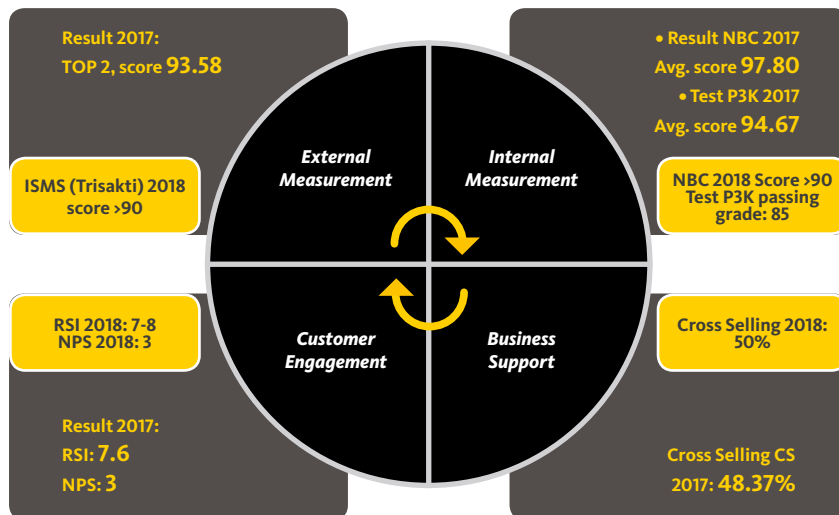 Result 2017:
TOP 2, score 93.58
ISMS (Trisakti) 2018
score >90
External
Measurement
Internal
Measurement
• Result NBC 2017
Avg. score 97.80
• Test P3K 2017
Avg. score 94.67
NBC 2018 Score >90
Test P3K passing
grade: 85
RSI 2018: 7-8
NPS 2018: 3
Result 2017:
RSI: 7.6
NPS: 3
Customer
Engagement
Business
Support
Cross Selling 2018:
50%
Cross Selling CS
2017: 48.37%